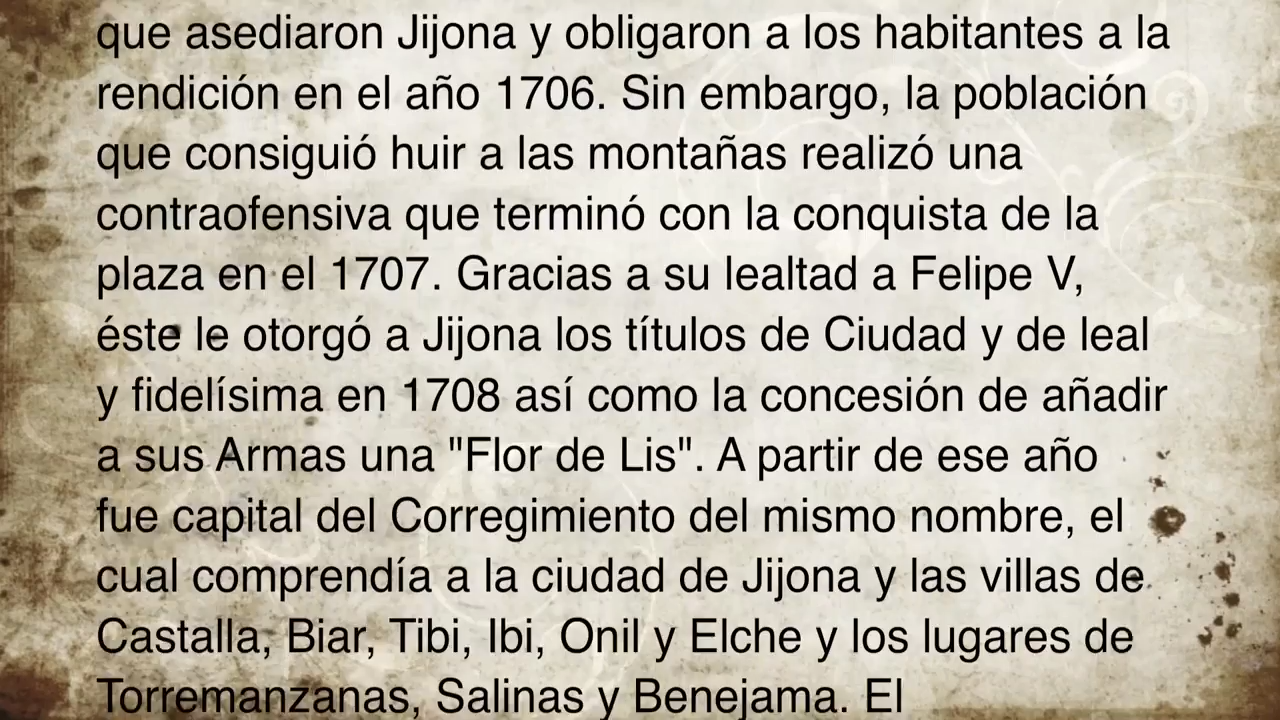 que asediaron Jijona y obligaron a los habitantes a la
rendición en el año 1706. Sin embargo, la población
que consiguió huir a las montañas realizó una
contraofensiva que terminó con la conquista de la
plaza en el 1707. Gracias a su lealtad a Felipe V,
éste le otorgó a Jijona los títulos de Ciudad y de leal
y fidelísima en 1708 así como la concesión de añadir
a sus Armas una "Flor de Lis". A partir de ese año
fue capital del Corregimiento del mismo nombre, el
cual comprendía a la ciudad de Jijona y las villas de
Castalla, Biar, Tibi, Ibi, Onil y Elche y los lugares de
Torremanzanas, Salinas y Benejama. El